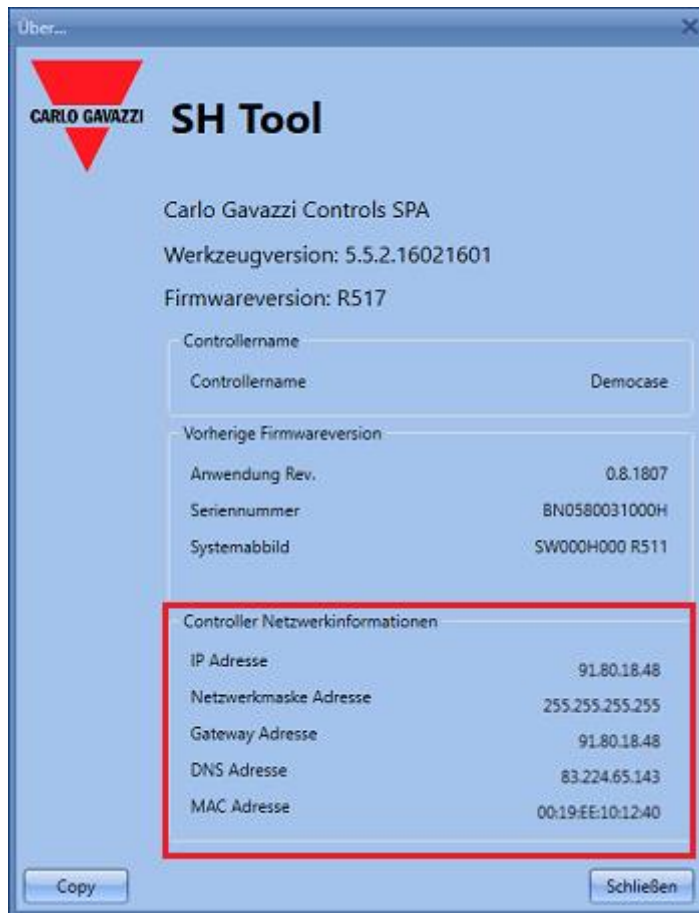 Über...
CARLO GAVAZZI
SH Tool
Carlo Gavazzi Controls SPA
Werkzeugversion: 5.5.2.16021601
Firmwareversion: R517
Controllername
Controllername Democase
Vorherige Firmwareversion
Anwendung Rev. 0.8.1807
Seriennummer BN0580031000H
Systemabbild SW000H000 R511
Controller Netzwerkinformationen
IP Adresse 91.80.18.48
Netzwerkmaske Adresse 255.255.255.255
Gateway Adresse 91.80.18.48
DNS Adresse 83.224.65.143
MAC Adresse 00:19:EE:10:12:40
Copy Schließen